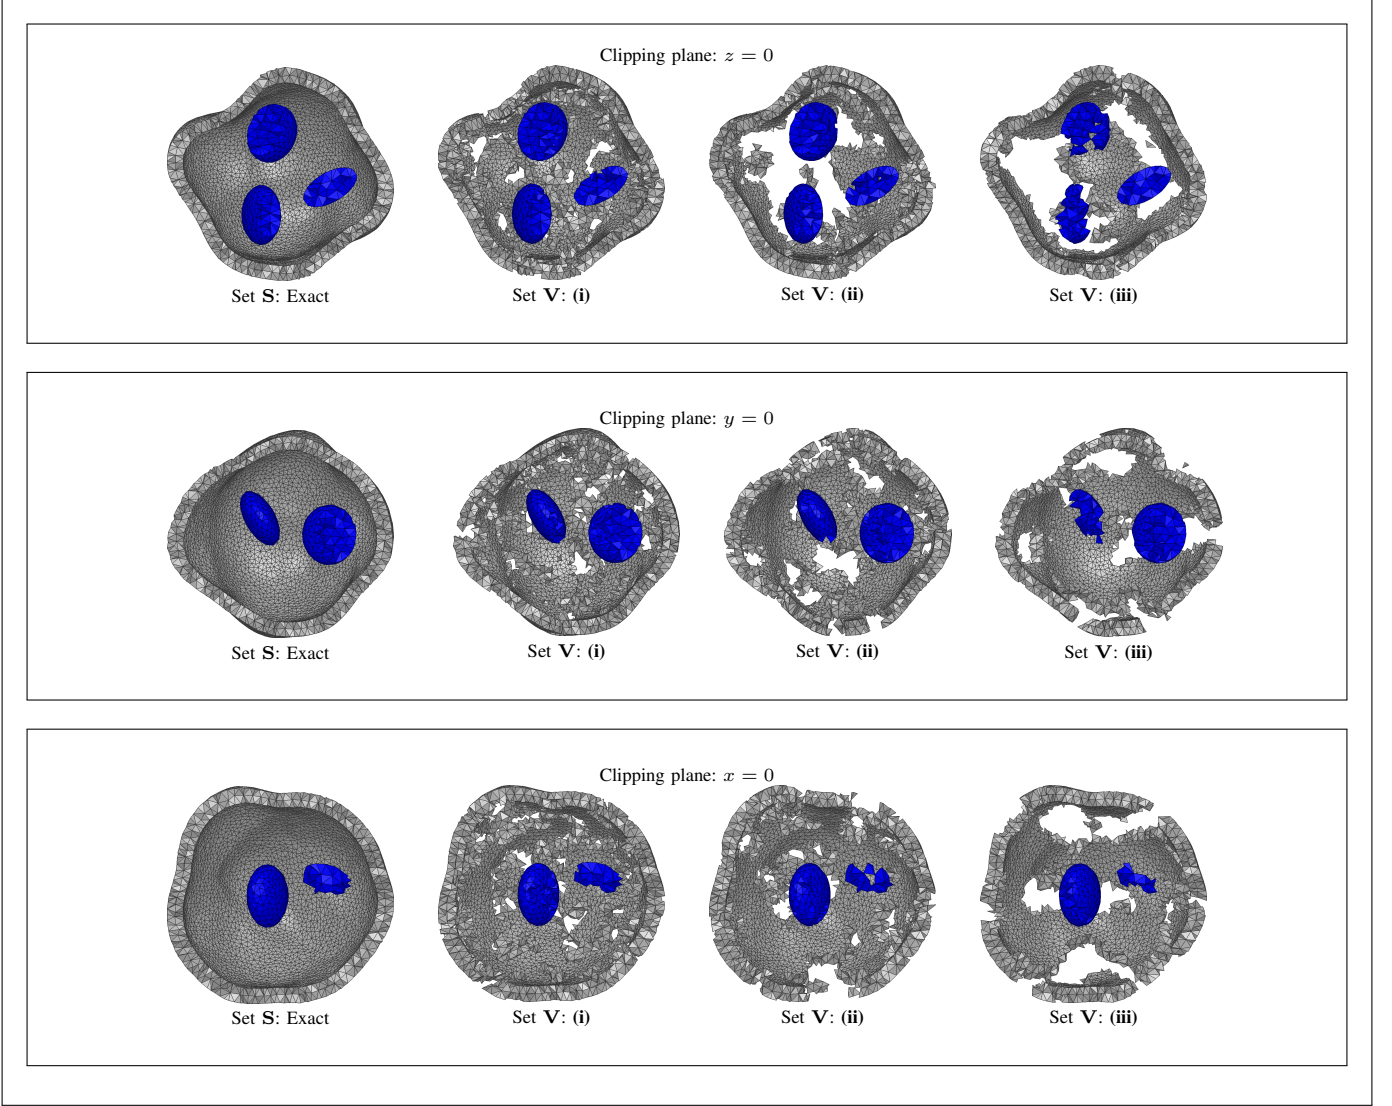 Clipping plane: z = 0
Set S: Exact
Set V: (i)
Set V: (ii)
Set V: (iii)
Clipping plane: y = 0
Set S: Exact
Set V: (i)
Set V: (ii)
Set V: (iii)
Clipping plane: x = 0
Set S: Exact
Set V: (i)
Set V: (ii)
Set V: (iii)